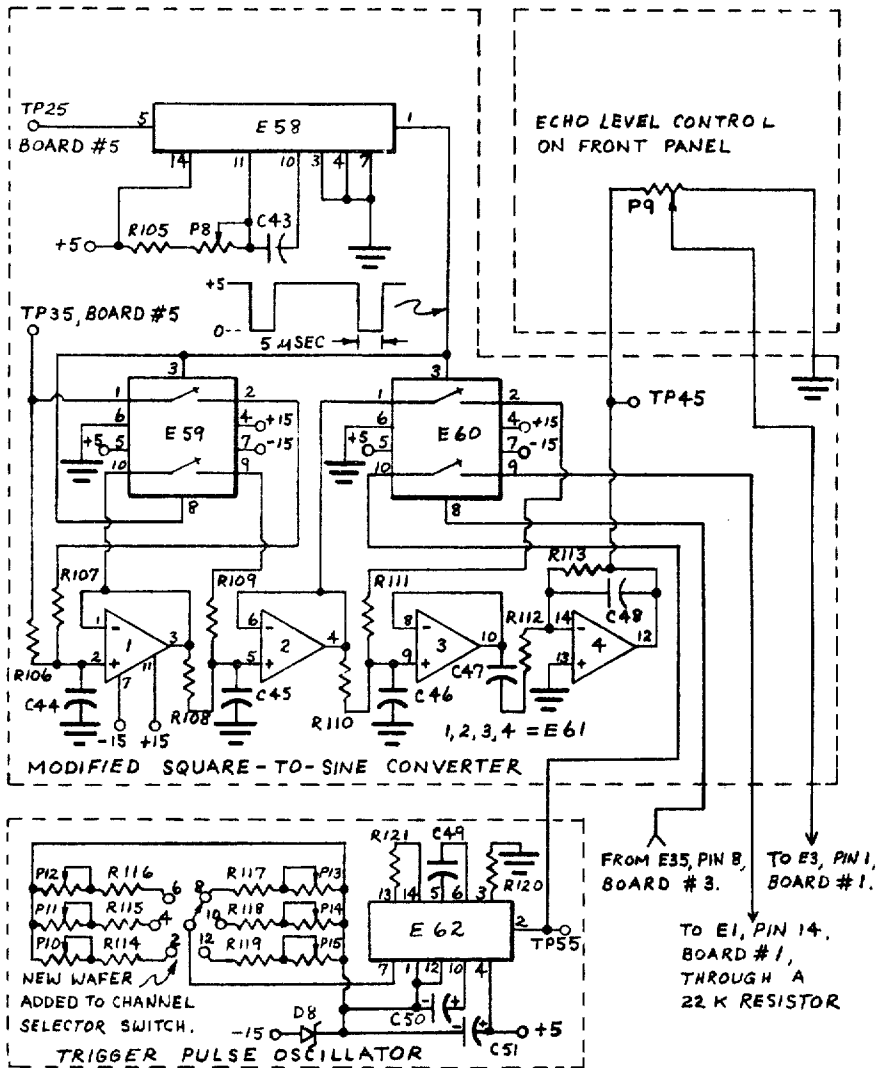 TP25
BOARD #5
5
E58
1
14
11
10
3
4
7
ECHO LEVEL CONTROL
ON FRONT PANEL
P9
+5
R105
P8
C43
+5
0--
5 µSEC
TP35, BOARD #5
3
1
2
6
4
+15
E59
+5
5
7
-15
10
9
8
3
1
2
6
4
+15
E60
+5
5
7
-15
10
9
8
TP45
R107
R109
R111
R113
C48
R112
1
2
3
1
7
11
6
5
4
2
8
9
10
3
14
13
12
4
R106
C44
R108
C45
R110
C46
C47
-15
+15
1,2,3,4 = E61
MODIFIED SQUARE-TO-SINE CONVERTER
FROM E35, PIN 8,
BOARD #3.
TO E3, PIN 1,
BOARD #1.
TO E1, PIN 14,
BOARD #1,
THROUGH A
22 K RESISTOR
R121
C49
R120
P12
R116
6
8
R117
P13
P11
R115
4
10
R118
P14
P10
R114
2
12
R119
P15
13
14
5
6
3
E62
2
TP55
7
1
12
10
4
NEW WAFER
ADDED TO CHANNEL
SELECTOR SWITCH.
-15
D8
-
C50
+
-
+
C51
+5
TRIGGER PULSE OSCILLATOR